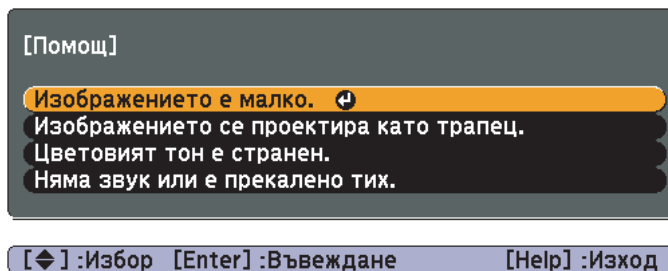 [Помощ]
Изображението е малко.
Изображението се проектира като трапец.
Цветовият тон е странен.
Няма звук или е прекалено тих.
[◆] :Избор [Enter] :Въвеждане [Help] :Изход